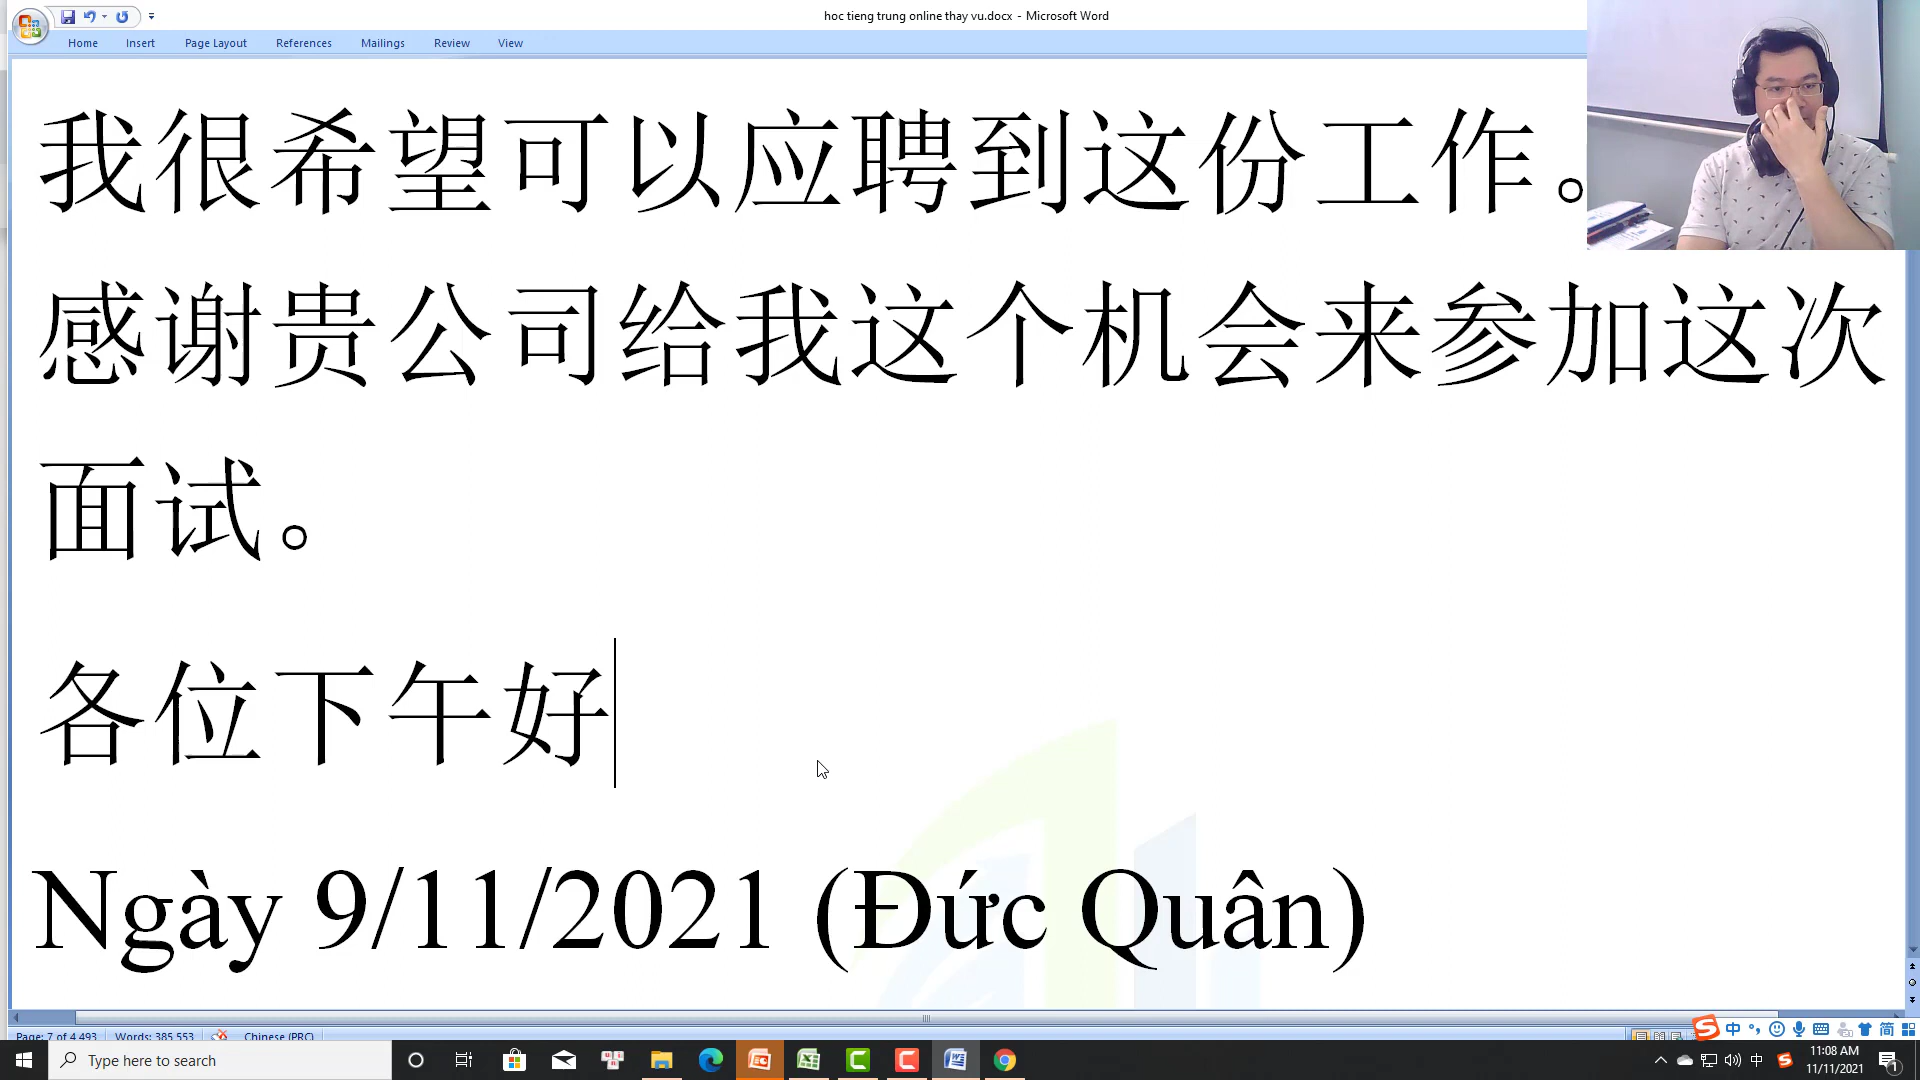 hoc tieng trung online thay vu.docx - Microsoft Word
Home Insert Page Layout References Mailings Review View
我很希望可以应聘到这份工作。
感谢贵公司给我这个机会来参加这次
面试。
各位下午好
Ngày 9/11/2021 (Đức Quân)
Page: 7 of 4,493 Words: 385,553 Chinese (PRC)
中 简
Type here to search
中
11:08 AM
11/11/2021
1